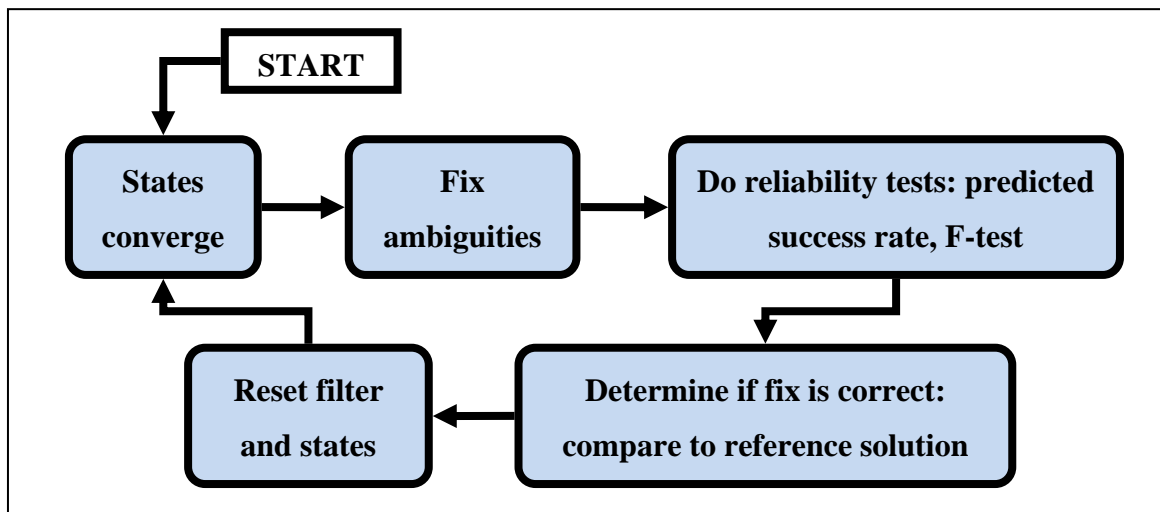 START
States
converge
Fix
ambiguities
Do reliability tests: predicted
success rate, F-test
Determine if fix is correct:
compare to reference solution
Reset filter
and states